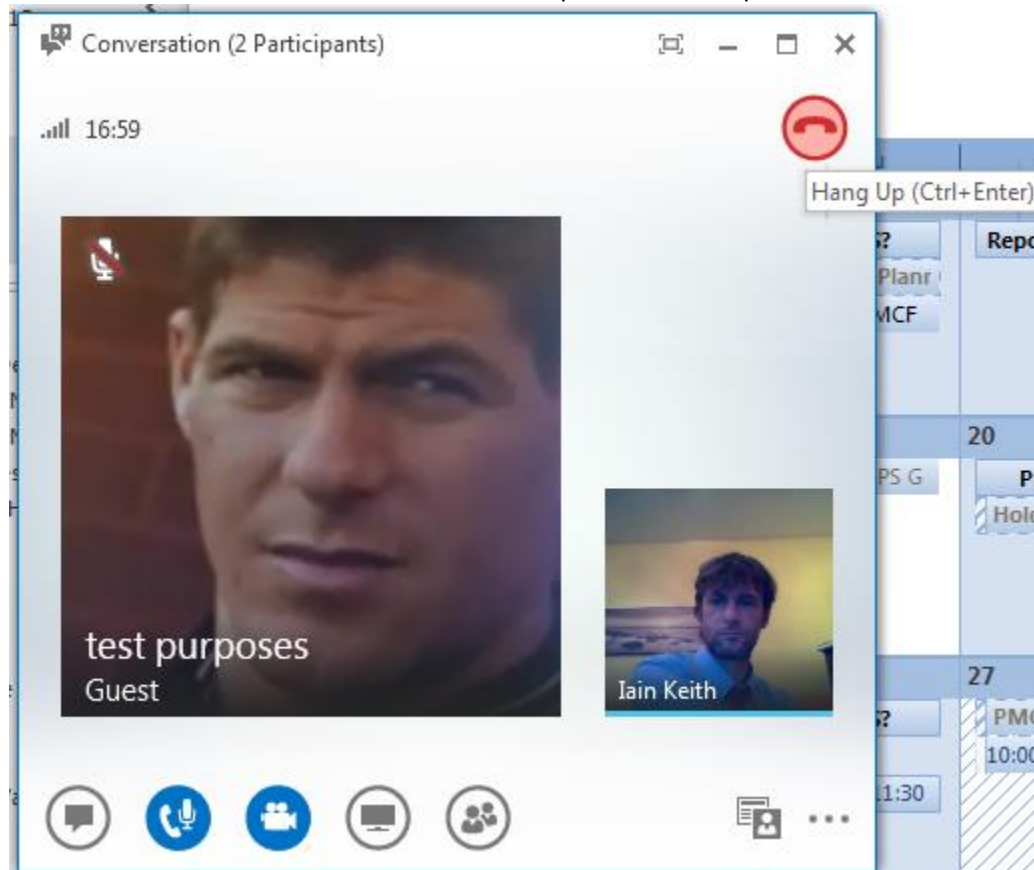 Conversation (2 Participants)
16:59
Hang Up (Ctrl+Enter)
S?
Repo
Planr
MCF
20
PS G
P
Hold
test purposes
Guest
Iain Keith
27
S?
PMC
10:00
11:30